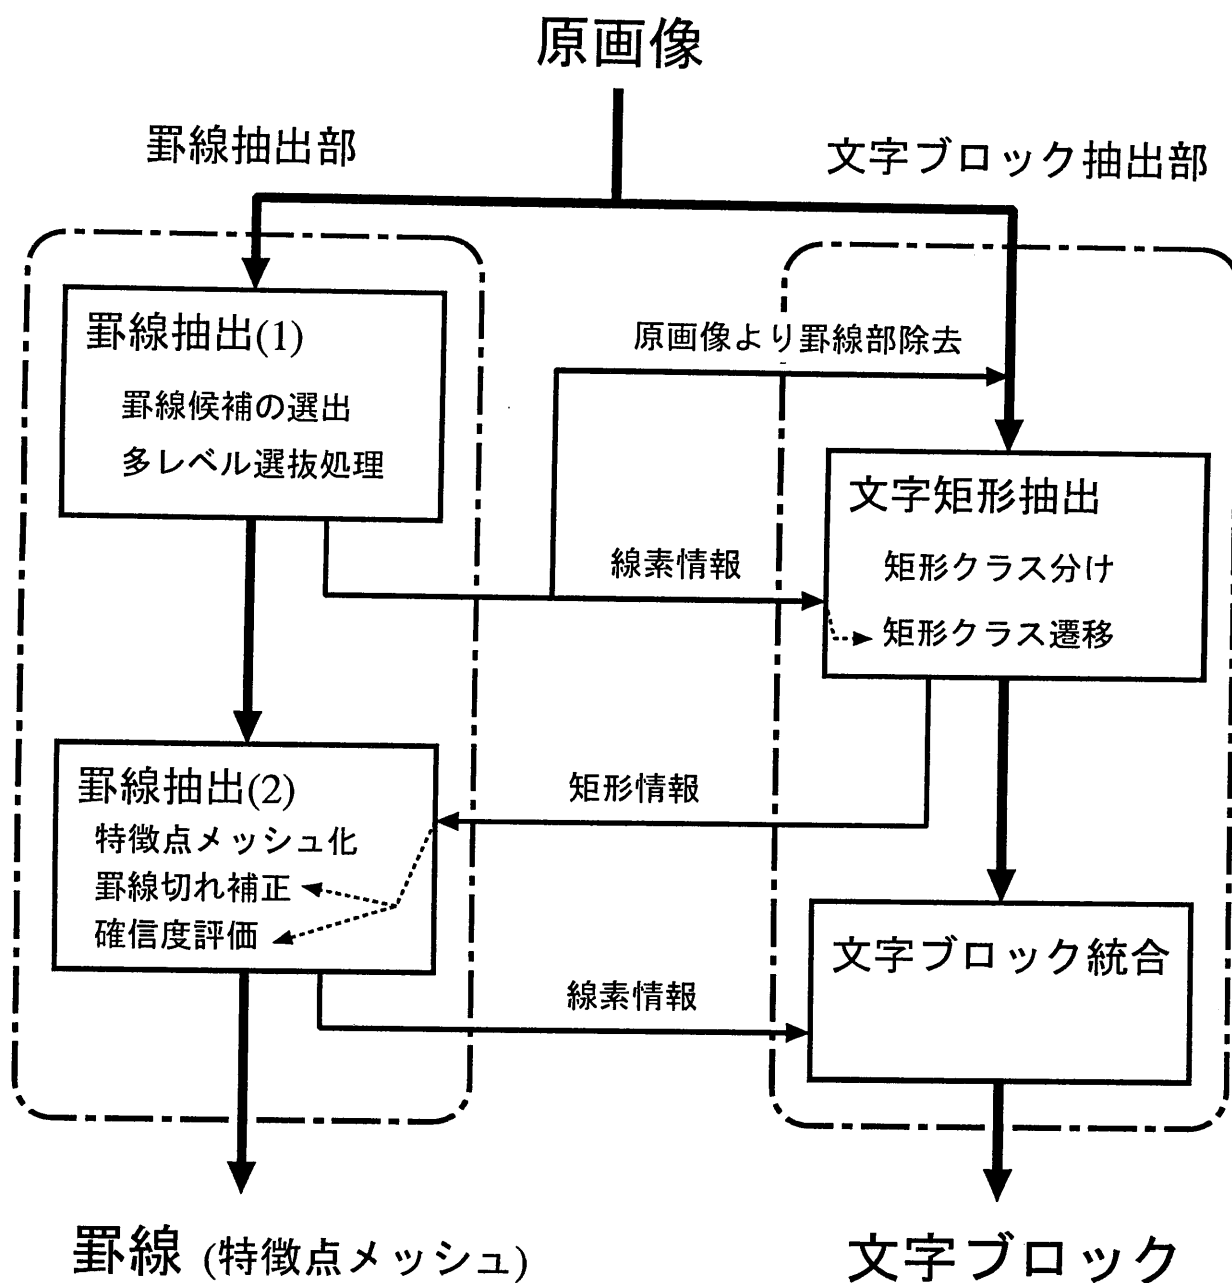 原画像
罫線抽出部
文字ブロック抽出部
罫線抽出(1)
罫線候補の選出
多レベル選抜処理
原画像より罫線部除去
線素情報
文字矩形抽出
矩形クラス分け
矩形クラス遷移
罫線抽出(2)
特徴点メッシュ化
罫線切れ補正
確信度評価
矩形情報
線素情報
文字ブロック統合
罫線 (特徴点メッシュ)
文字ブロック